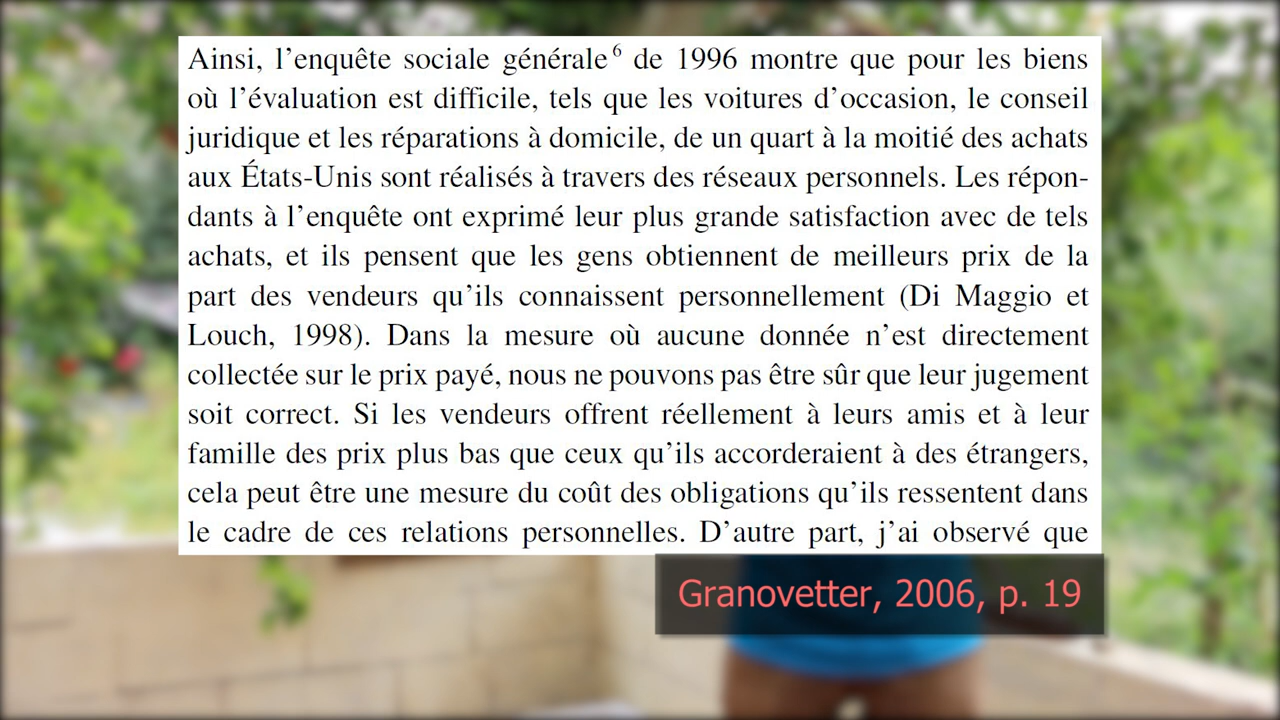 Ainsi, l’enquête sociale générale⁶ de 1996 montre que pour les biens
où l’évaluation est difficile, tels que les voitures d’occasion, le conseil
juridique et les réparations à domicile, de un quart à la moitié des achats
aux États-Unis sont réalisés à travers des réseaux personnels. Les répon-
dants à l’enquête ont exprimé leur plus grande satisfaction avec de tels
achats, et ils pensent que les gens obtiennent de meilleurs prix de la
part des vendeurs qu’ils connaissent personnellement (Di Maggio et
Louch, 1998). Dans la mesure où aucune donnée n’est directement
collectée sur le prix payé, nous ne pouvons pas être sûr que leur jugement
soit correct. Si les vendeurs offrent réellement à leurs amis et à leur
famille des prix plus bas que ceux qu’ils accorderaient à des étrangers,
cela peut être une mesure du coût des obligations qu’ils ressentent dans
le cadre de ces relations personnelles. D’autre part, j’ai observé que
Granovetter, 2006, p. 19